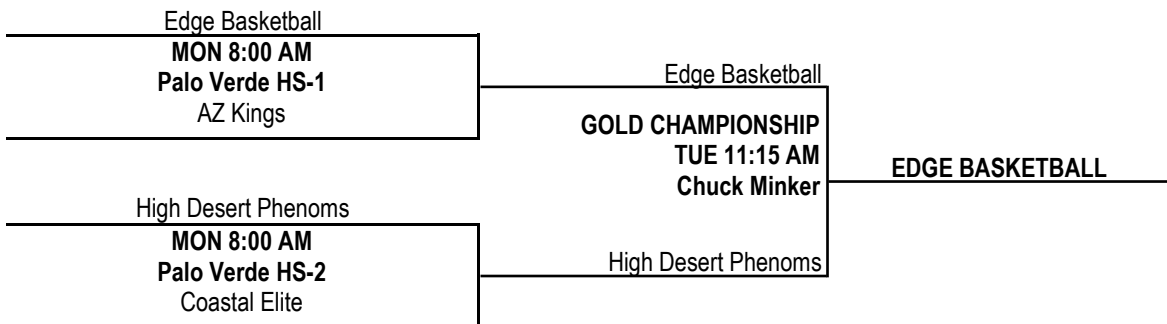 Edge Basketball
MON 8:00 AM
Palo Verde HS-1
AZ Kings
Edge Basketball
GOLD CHAMPIONSHIP
TUE 11:15 AM
Chuck Minker
EDGE BASKETBALL
High Desert Phenoms
MON 8:00 AM
Palo Verde HS-2
Coastal Elite
High Desert Phenoms